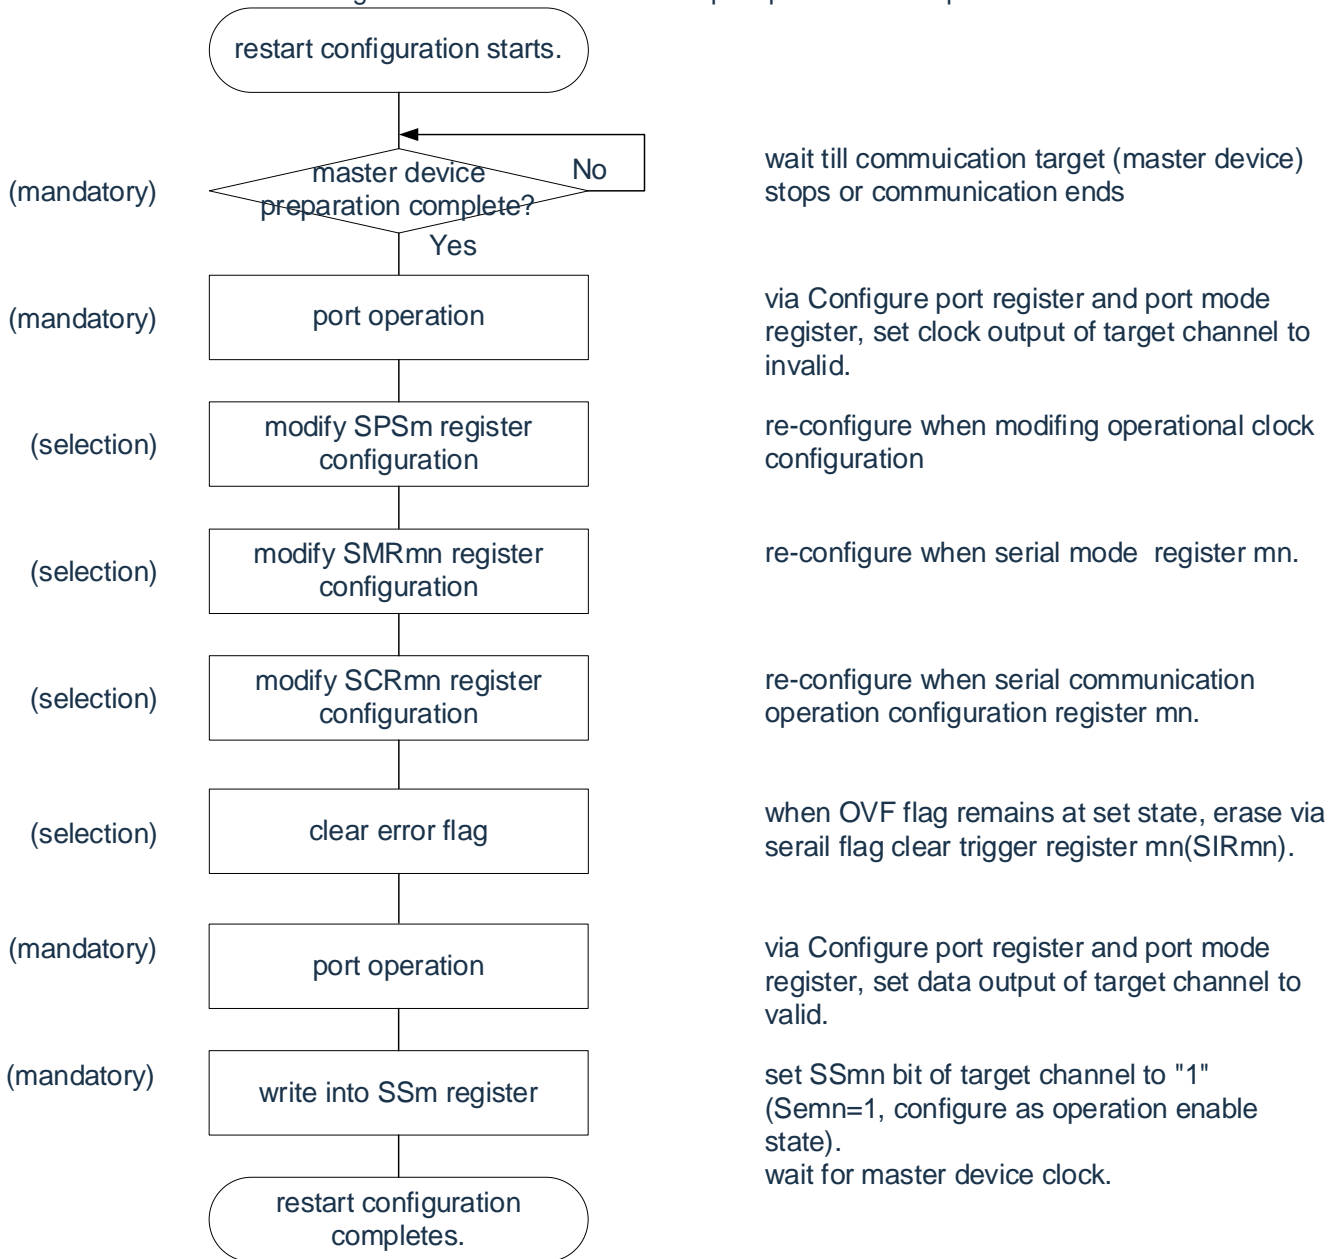 restart configuration starts.
master device
preparation complete?
No
Yes
(mandatory)
wait till commuication target (master device)
stops or communication ends
(mandatory)
port operation
via Configure port register and port mode
register, set clock output of target channel to
invalid.
(selection)
modify SPSm register
configuration
re-configure when modifing operational clock
configuration
(selection)
modify SMRmn register
configuration
re-configure when serial mode  register mn.
(selection)
modify SCRmn register
configuration
re-configure when serial communication
operation configuration register mn.
(selection)
clear error flag
when OVF flag remains at set state, erase via
serail flag clear trigger register mn(SIRmn).
(mandatory)
port operation
via Configure port register and port mode
register, set data output of target channel to
valid.
(mandatory)
write into SSm register
set SSmn bit of target channel to "1"
(Semn=1, configure as operation enable
state).
wait for master device clock.
restart configuration
completes.